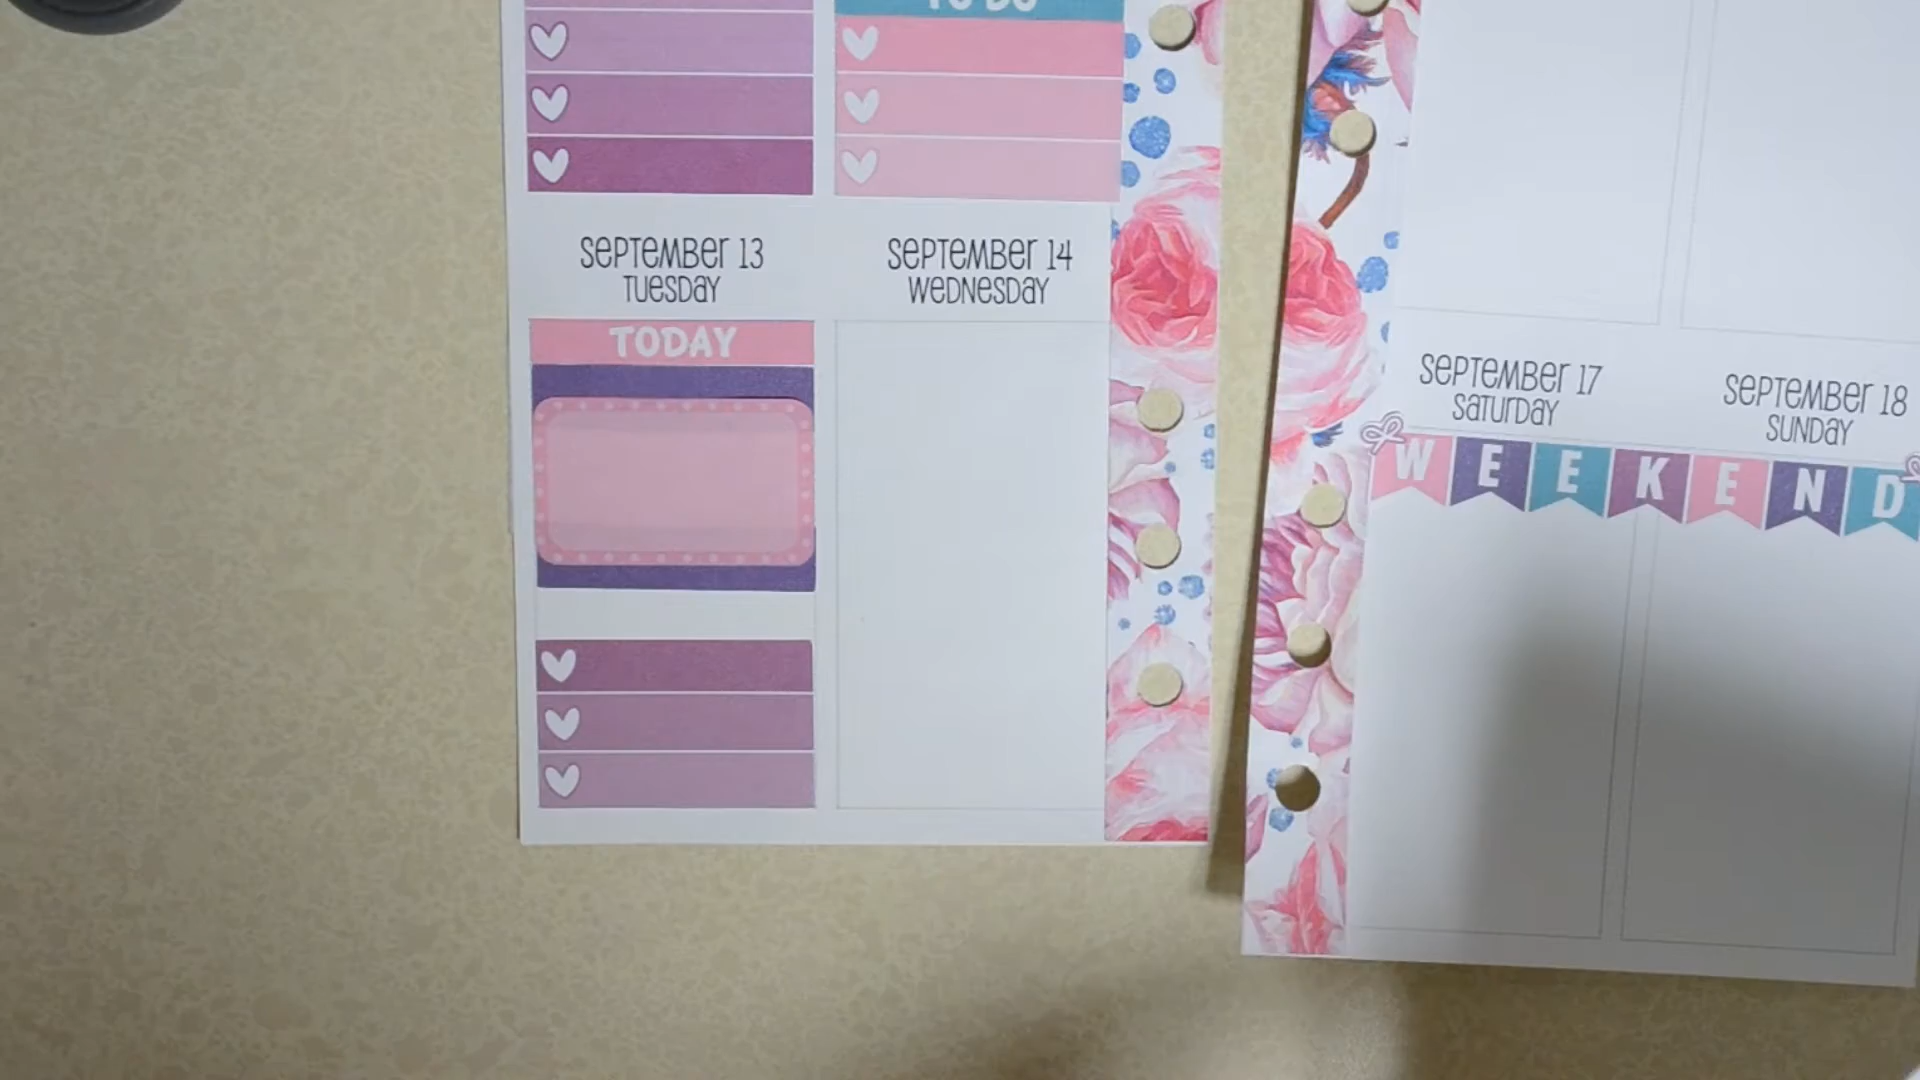 TO DO
SEPTEMBER 13
TUESDAY
SEPTEMBER 14
WEDNESDAY
TODAY
SEPTEMBER 17
SATURDAY
SEPTEMBER 18
SUNDAY
WEEKEND